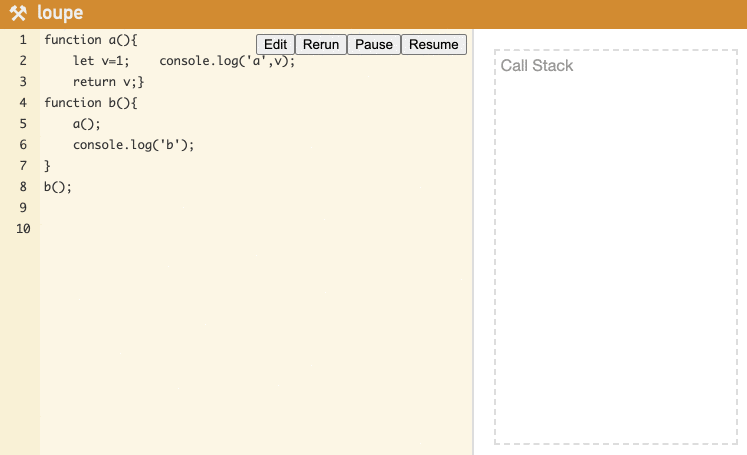 loupe
Edit Rerun Pause Resume
1 function a(){
2     let v=1;    console.log('a',v);
3     return v;}
4 function b(){
5     a();
6     console.log('b');
7 }
8 b();
9
10
Call Stack